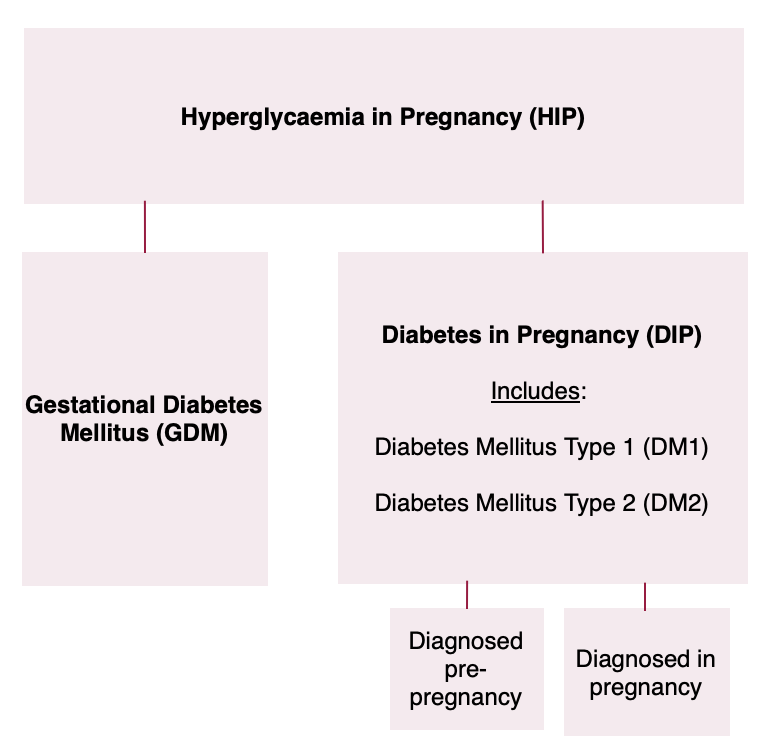 Hyperglycaemia in Pregnancy (HIP)
Gestational Diabetes
Mellitus (GDM)
Diabetes in Pregnancy (DIP)
Includes:
Diabetes Mellitus Type 1 (DM1)
Diabetes Mellitus Type 2 (DM2)
Diagnosed
pre-
pregnancy
Diagnosed in
pregnancy